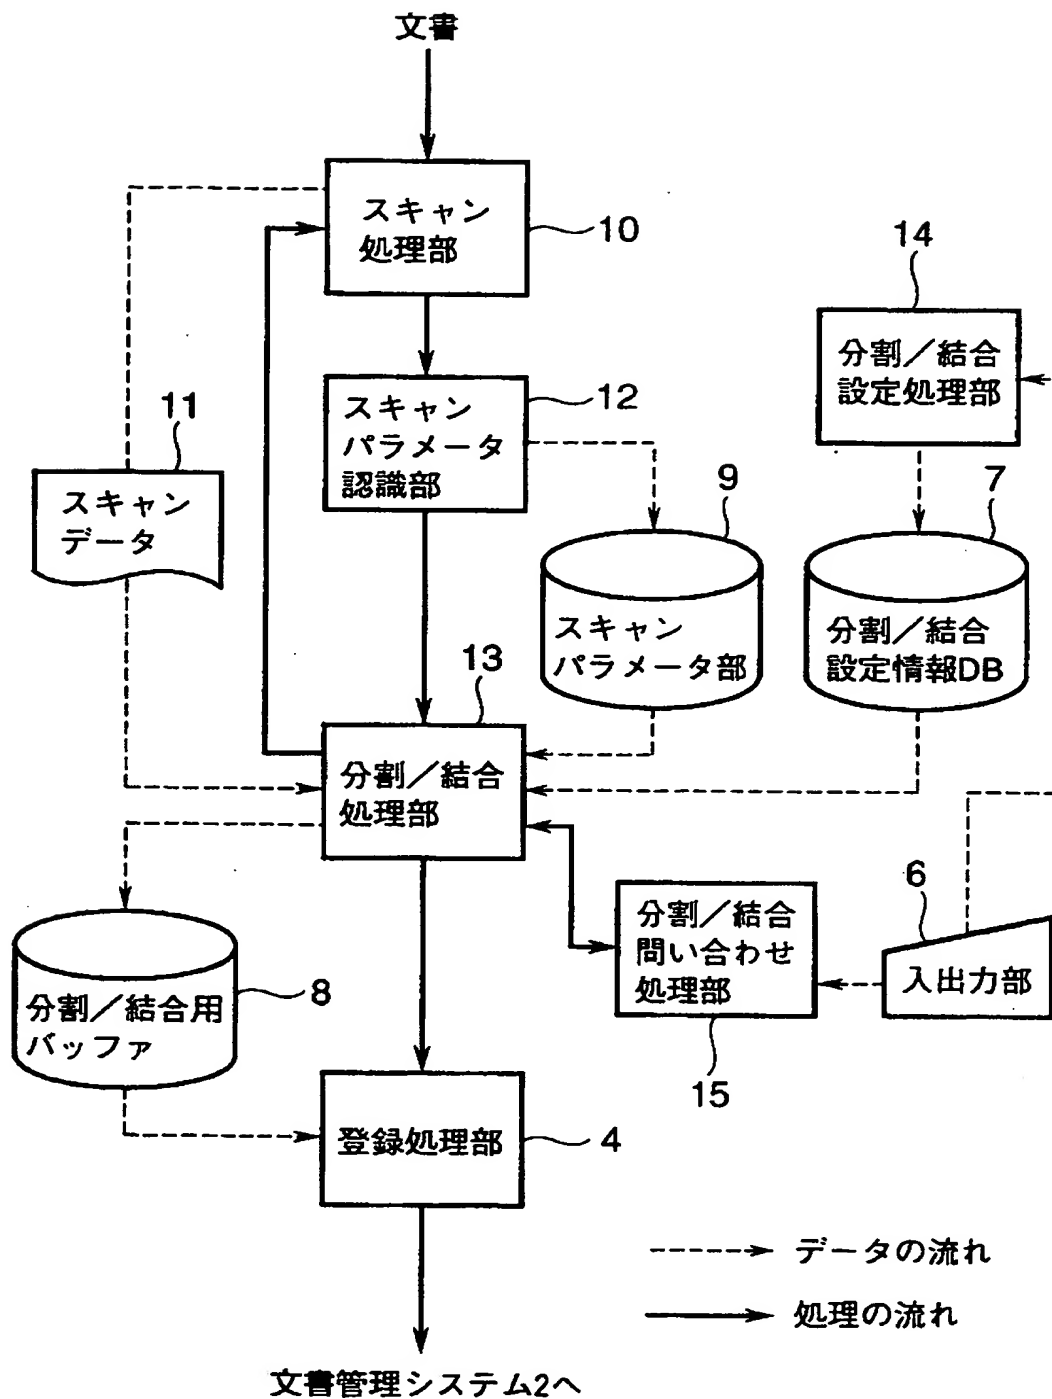 文書
スキャン
処理部
10
14
分割／結合
設定処理部
11
スキャン
パラメータ
認識部
12
スキャン
データ
9
7
スキャン
パラメータ部
分割／結合
設定情報DB
13
分割／結合
処理部
6
分割／結合
問い合わせ
処理部
入出力部
分割／結合用
バッファ
8
15
登録処理部
4
データの流れ
処理の流れ
文書管理システム2へ